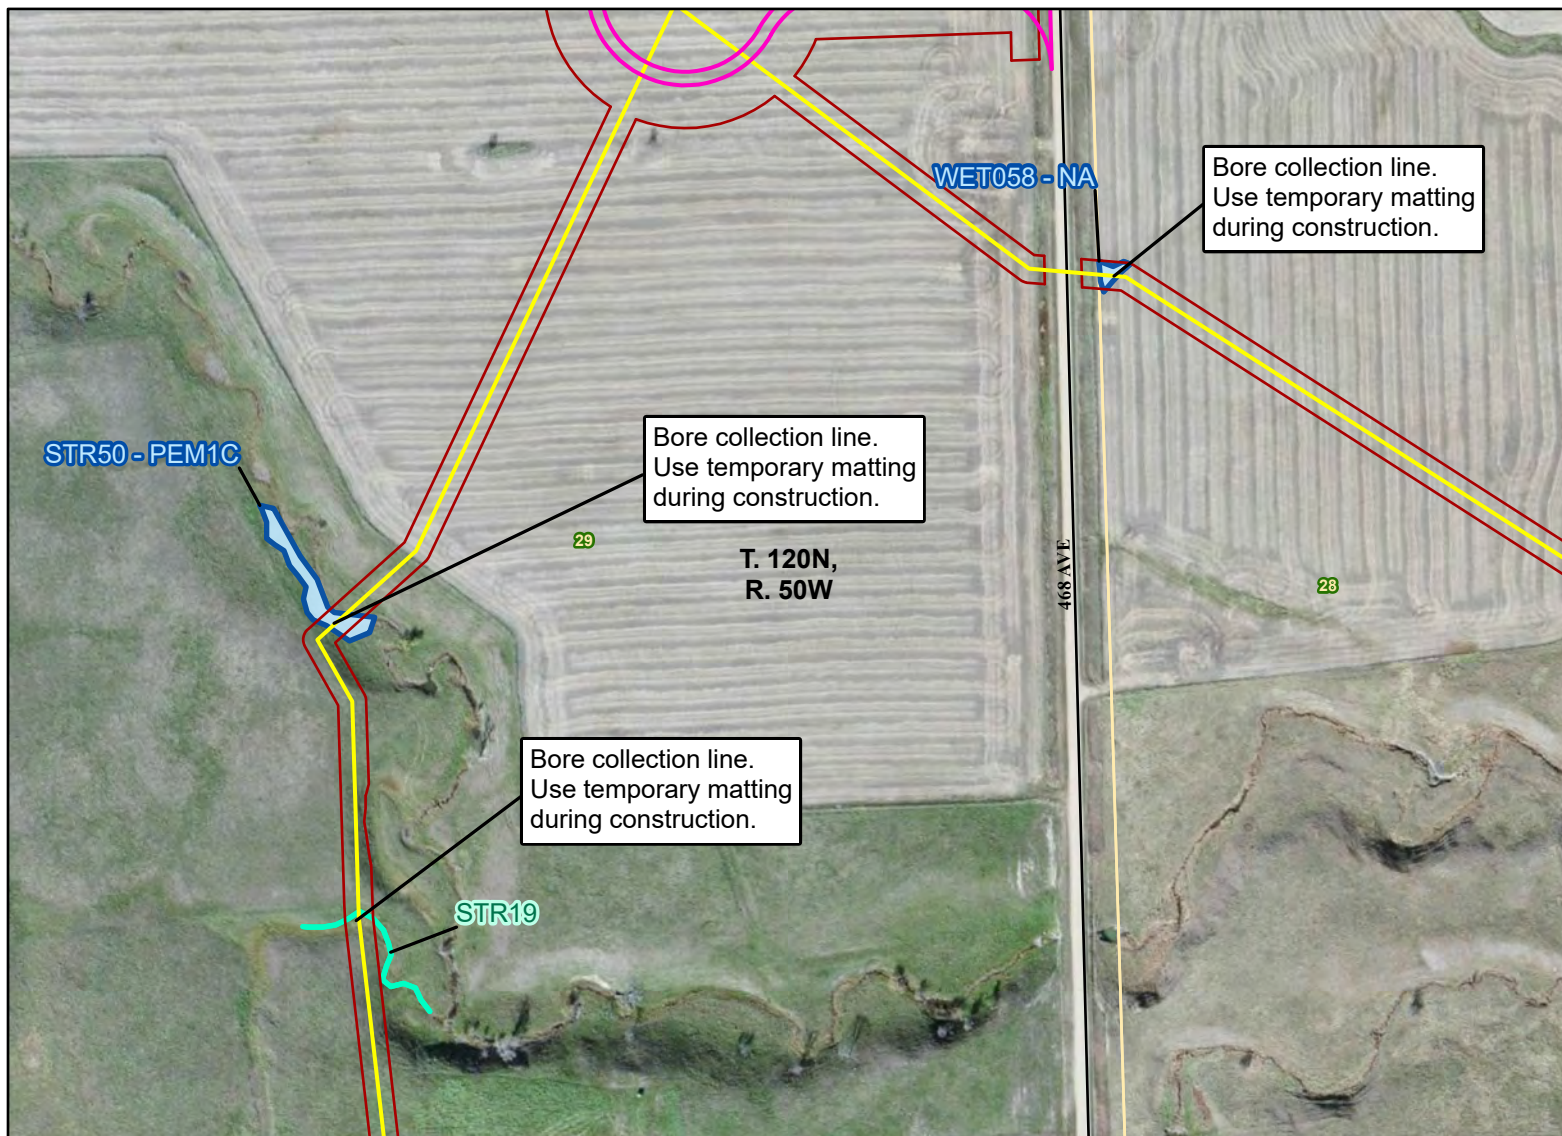 WET058 - NA
Bore collection line.
Use temporary matting
during construction.
STR50 - PEM1C
Bore collection line.
Use temporary matting
during construction.
29
T. 120N,
R. 50W
468 AVE
28
Bore collection line.
Use temporary matting
during construction.
STR19